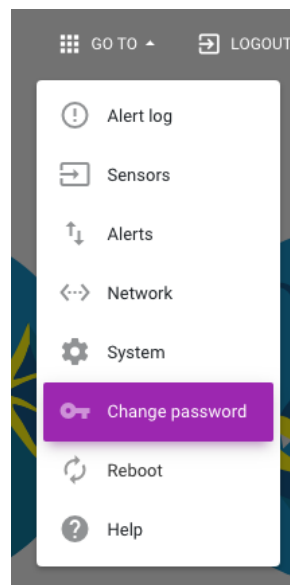 GO TO
LOGOUT
Alert log
Sensors
Alerts
Network
System
Change password
Reboot
Help